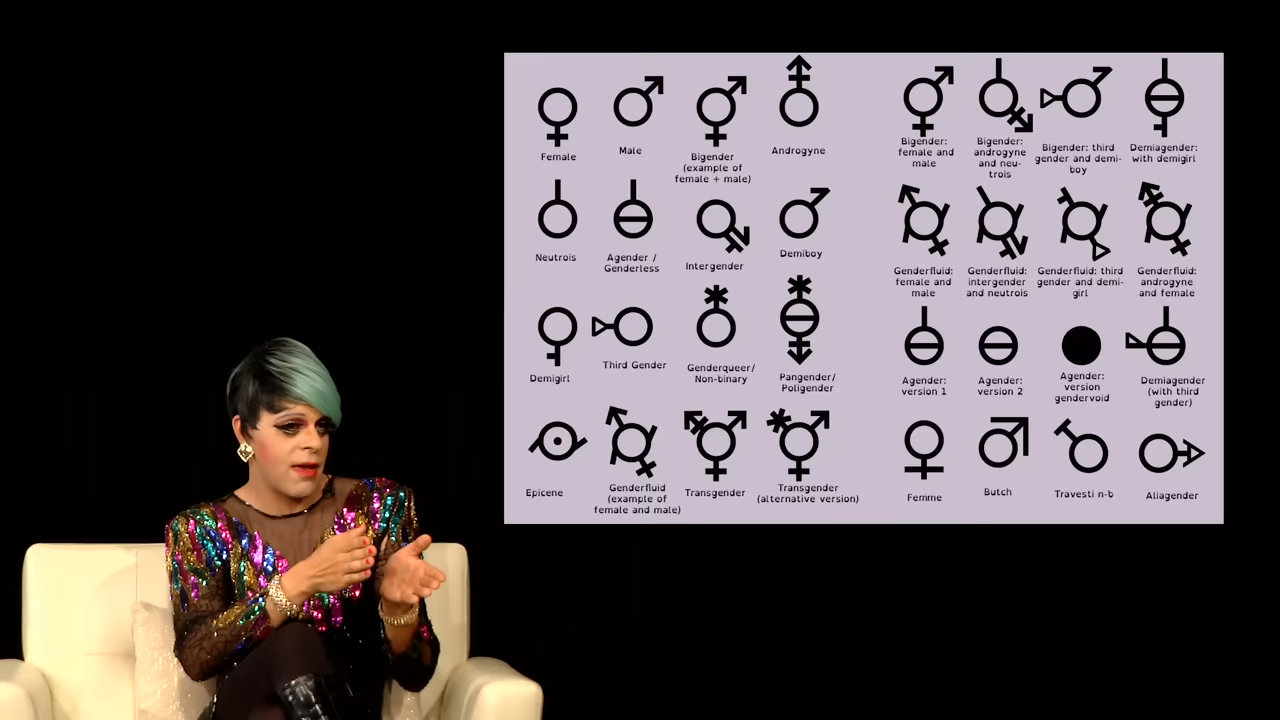 Female
Male
Bigender
(example of
female + male)
Androgyne
Bigender:
female and
male
Bigender:
androgyne
and neu-
trois
Bigender: third
gender and demi-
boy
Demiagender:
with demigirl
Neutrois
Agender /
Genderless
Intergender
Demiboy
Genderfluid:
female and
male
Genderfluid:
intergender
and neutrois
Genderfluid: third
gender and demi-
girl
Genderfluid:
androgyne
and female
Demigirl
Third Gender
Genderqueer/
Non-binary
Pangender/
Poligender
Agender:
version 1
Agender:
version 2
Agender:
version
gendervoid
Demiagender
(with third
gender)
Epicene
Genderfluid
(example of
female and male)
Transgender
Transgender
(alternative version)
Femme
Butch
Travesti n-b
Aliagender